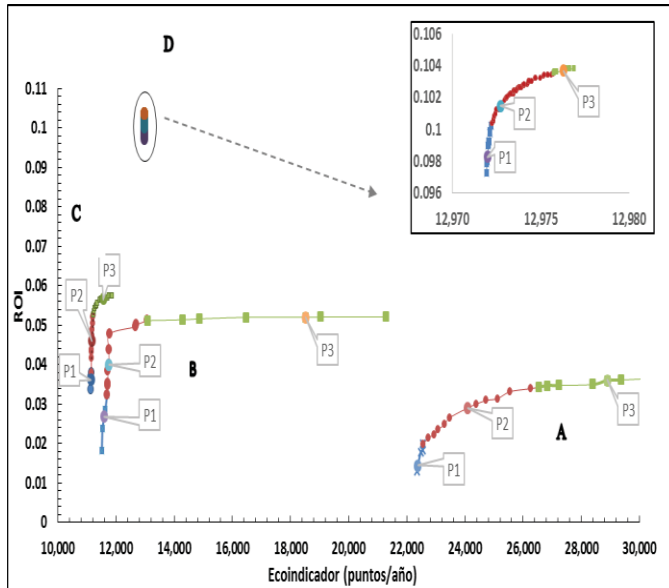 D
0.106
0.104
0.102
0.1
0.098
0.096
P3
P2
P1
12,970
12,975
12,980
0.11
0.1
0.09
0.08
0.07
0.06
0.05
0.04
0.03
0.02
0.01
0
ROI
C
P3
P2
P1
B
P3
P2
P1
A
P3
P2
P1
10,000
12,000
14,000
16,000
18,000
20,000
22,000
24,000
26,000
28,000
30,000
Ecoindicador (puntos/año)